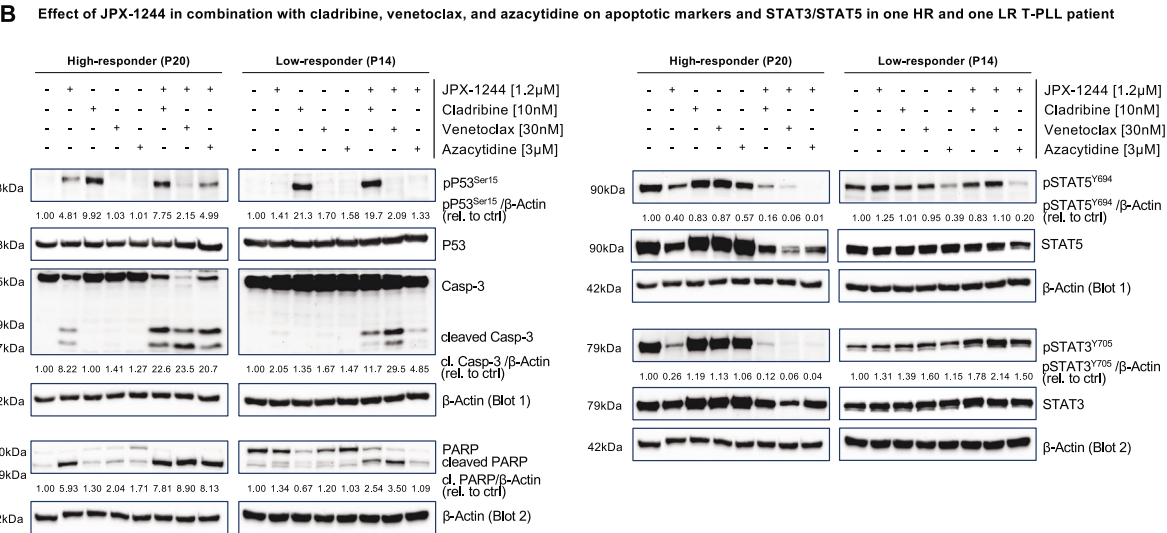 B Effect of JPX-1244 in combination with cladribine, venetoclax, and azacytidine on apoptotic markers and STAT3/STAT5 in one HR and one LR T-PLL patient
High-responder (P20) Low-responder (P14)
- + - - - + + + - + - - - + + + JPX-1244 [1.2µM]
- - + - - + - - - - + - - + - - Cladribine [10nM]
- - - + - - + - - - - + - - + - Venetoclax [30nM]
- - - - + - - + - - - - + - - + Azacytidine [3µM]
3kDa pP53Ser15
pP53Ser15/β-Actin
1.00 4.81 9.92 1.03 1.01 7.75 2.15 4.99 1.00 1.41 21.3 1.70 1.58 19.7 2.09 1.33 (rel. to ctrl)
3kDa P53
5kDa Casp-3
9kDa cleaved Casp-3
7kDa
cl. Casp-3/β-Actin
1.00 8.22 1.00 1.41 1.27 22.6 23.5 20.7 1.00 2.05 1.35 1.67 1.47 11.7 29.5 4.85 (rel. to ctrl)
2kDa β-Actin (Blot 1)
0kDa PARP
cleaved PARP
9kDa
cl. PARP/β-Actin
1.00 5.93 1.30 2.04 1.71 7.81 8.90 8.13 1.00 1.34 0.67 1.20 1.03 2.54 3.50 1.09 (rel. to ctrl)
2kDa β-Actin (Blot 2)
High-responder (P20) Low-responder (P14)
- + - - - + + + - + - - - + + + JPX-1244 [1.2µM]
- - + - - + - - - - + - - + - - Cladribine [10nM]
- - - + - - + - - - - + - - + - Venetoclax [30nM]
- - - - + - - + - - - - + - - + Azacytidine [3µM]
90kDa pSTAT5Y694
pSTAT5Y694/β-Actin
1.00 0.40 0.83 0.87 0.57 0.16 0.06 0.01 1.00 1.25 1.01 0.95 0.39 0.83 1.10 0.20 (rel. to ctrl)
90kDa STAT5
42kDa β-Actin (Blot 1)
79kDa pSTAT3Y705
pSTAT3Y705/β-Actin
1.00 0.26 1.19 1.13 1.06 0.12 0.06 0.04 1.00 1.31 1.39 1.60 1.15 1.78 2.14 1.50 (rel. to ctrl)
79kDa STAT3
42kDa β-Actin (Blot 2)